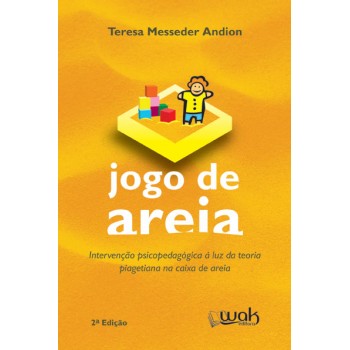 Teresa Messeder Andion
jogo de
areia
Intervenção psicopedagógica à luz da teoria
piagetiana na caixa de areia
2ª Edição
wak
editora